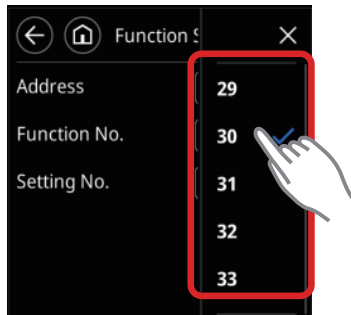 Function S
Address
Function No.
Setting No.
29
30
31
32
33